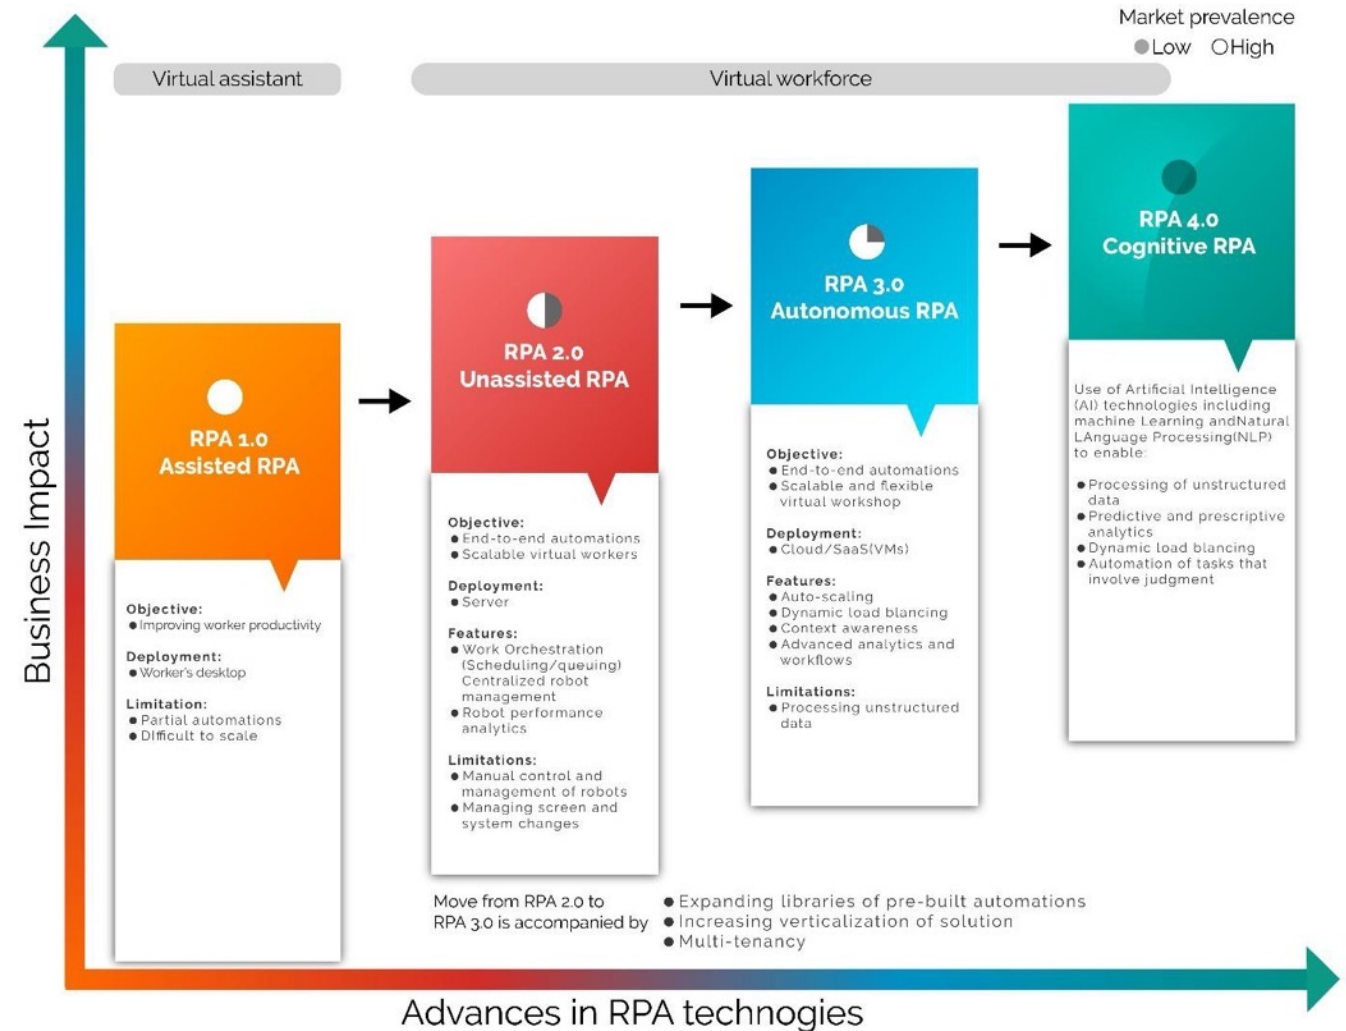 Market prevalence
Low High
Virtual assistant
Virtual workforce
Business Impact
RPA 1.0
Assisted RPA
Objective:
Improving worker productivity
Deployment:
Worker's desktop
Limitation:
Partial automations
Difficult to scale
RPA 2.0
Unassisted RPA
Objective:
End-to-end automations
Scalable virtual workers
Deployment:
Server
Features:
Work Orchestration
(Scheduling/queuing)
Centralized robot
management
Robot performance
analytics
Limitations:
Manual control and
management of robots
Managing screen and
system changes
RPA 3.0
Autonomous RPA
Objective:
End-to-end automations
Scalable and flexible
virtual workshop
Deployment:
Cloud/SaaS(VMs)
Features:
Auto-scaling
Dynamic load blancing
Context awareness
Advanced analytics and
workflows
Limitations:
Processing unstructured
data
RPA 4.0
Cognitive RPA
Use of Artificial Intelligence
(AI) technologies including
machine Learning andNatural
LAnguage Processing(NLP)
to enable:
Processing of unstructured
data
Predictive and prescriptive
analytics
Dynamic load blancing
Automation of tasks that
involve judgment
Move from RPA 2.0 to
RPA 3.0 is accompanied by
Expanding libraries of pre-built automations
Increasing verticalization of solution
Multi-tenancy
Advances in RPA technogies